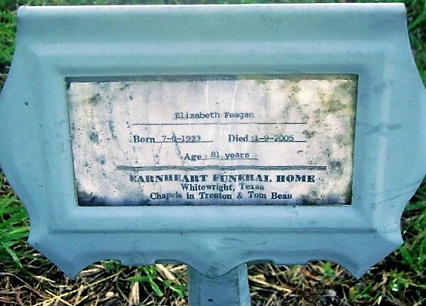 Elizabeth Feagan
Born 7-6-1923 Died 1-9-2005
Age 81 years
EARNHEART FUNERAL HOME
Whitewright, Texas
Chapels in Trenton & Tom Bean